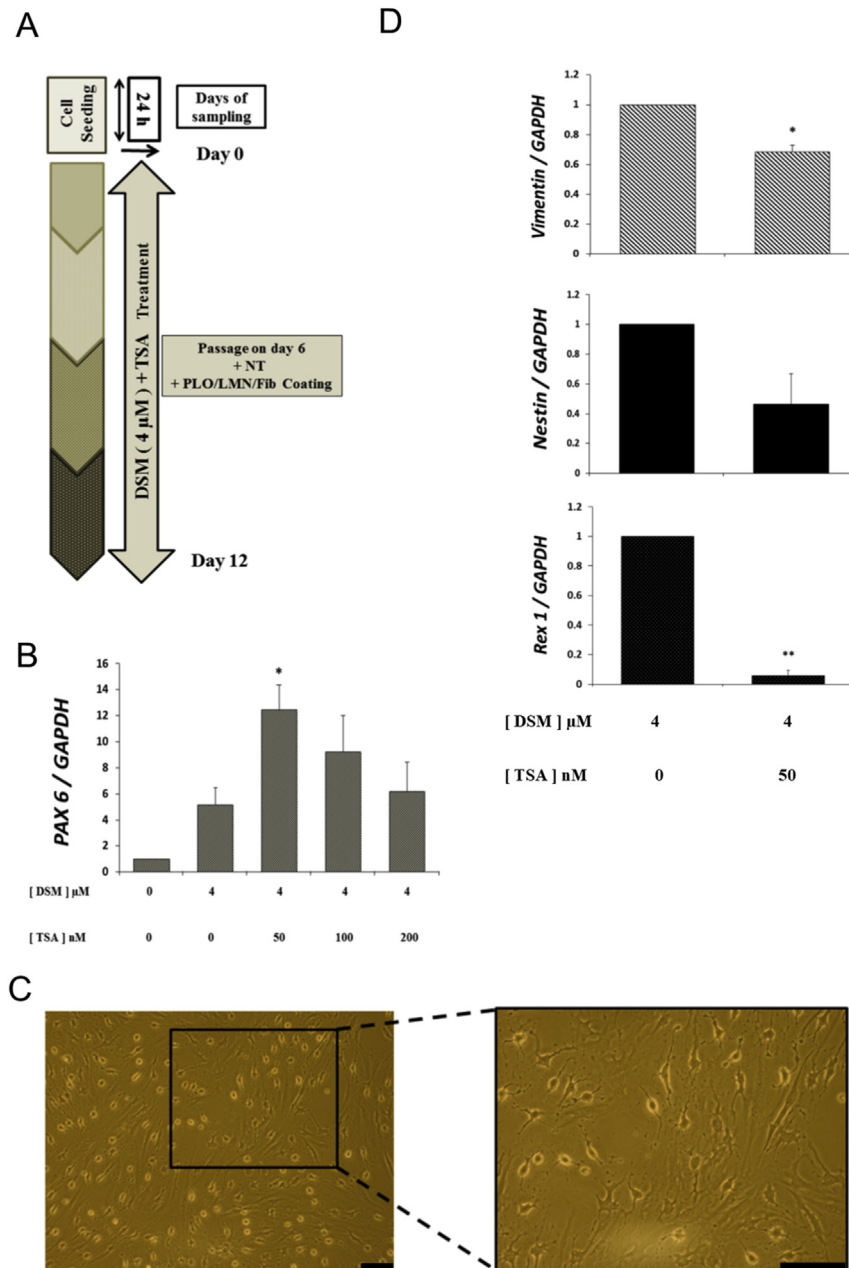 A
Cell
Seeding
24 h
Days of
sampling
Day 0
DSM ( 4 µM ) + TSA Treatment
Passage on day 6
+ NT
+ PLO/LMN/Fib Coating
Day 12
B
PAX 6 / GAPDH
16
14
12
10
8
6
4
2
0
*
[ DSM ] µM 0 4 4 4 4
[ TSA ] nM 0 0 50 100 200
C
D
Vimentin / GAPDH
1.2
1
0.8
0.6
0.4
0.2
0
*
Nestin / GAPDH
1.2
1
0.8
0.6
0.4
0.2
0
Rex 1 / GAPDH
1.2
1
0.8
0.6
0.4
0.2
0
**
[ DSM ] µM 4 4
[ TSA ] nM 0 50